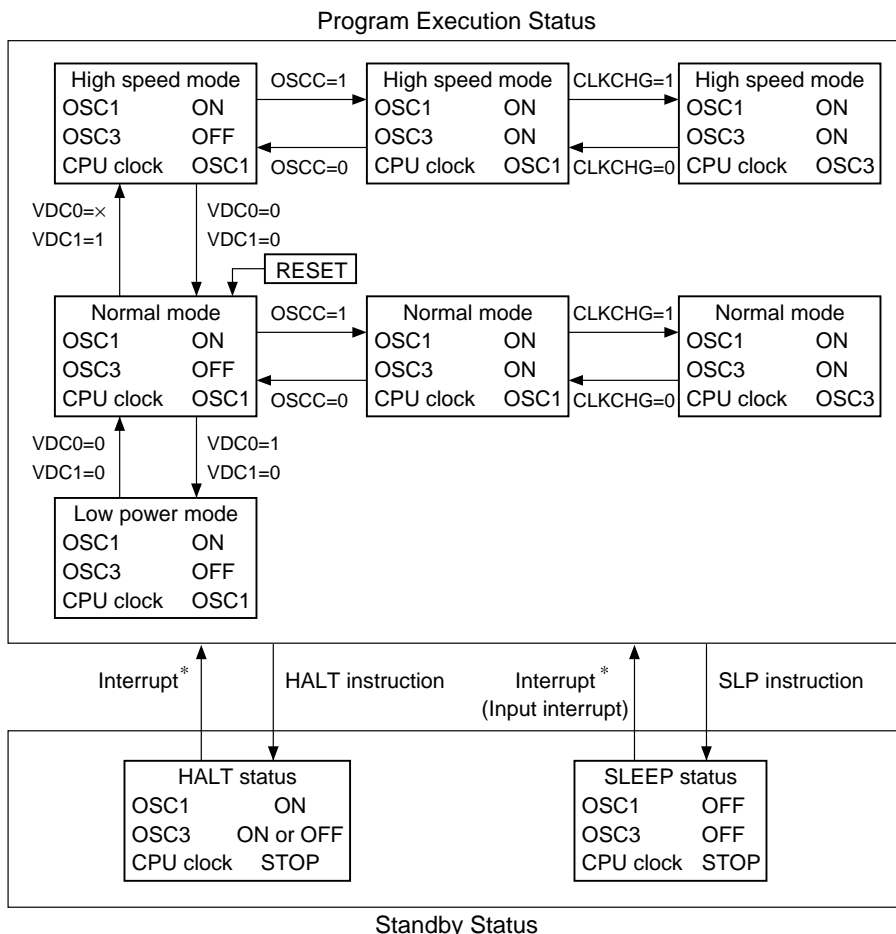 Program Execution Status
High speed mode
OSC1 ON
OSC3 OFF
CPU clock OSC1
OSCC=1
OSCC=0
High speed mode
OSC1 ON
OSC3 ON
CPU clock OSC1
CLKCHG=1
CLKCHG=0
High speed mode
OSC1 ON
OSC3 ON
CPU clock OSC3
VDC0=×
VDC1=1
VDC0=0
VDC1=0
RESET
Normal mode
OSC1 ON
OSC3 OFF
CPU clock OSC1
OSCC=1
OSCC=0
Normal mode
OSC1 ON
OSC3 ON
CPU clock OSC1
CLKCHG=1
CLKCHG=0
Normal mode
OSC1 ON
OSC3 ON
CPU clock OSC3
VDC0=0
VDC1=0
VDC0=1
VDC1=0
Low power mode
OSC1 ON
OSC3 OFF
CPU clock OSC1
Interrupt*
HALT instruction
Interrupt*
(Input interrupt)
SLP instruction
HALT status
OSC1 ON
OSC3 ON or OFF
CPU clock STOP
SLEEP status
OSC1 OFF
OSC3 OFF
CPU clock STOP
Standby Status